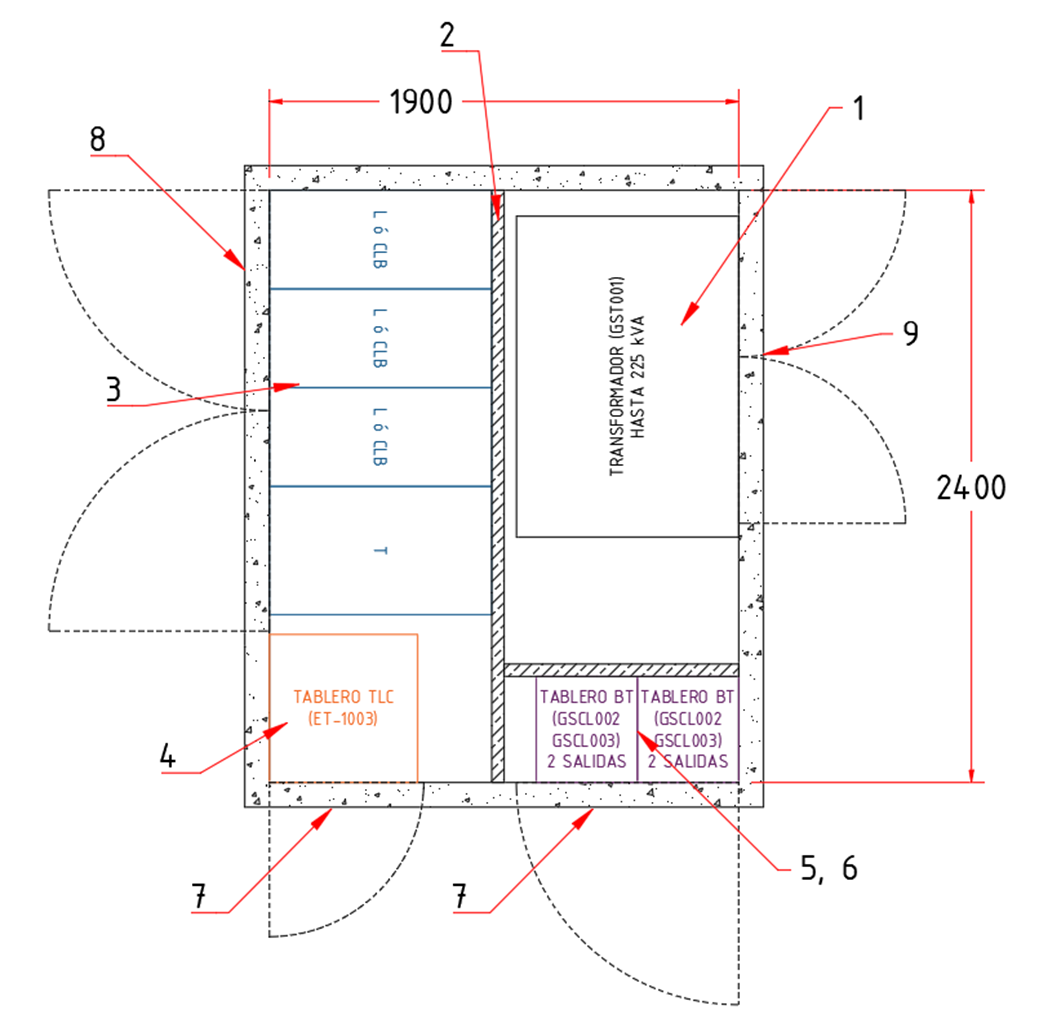 2
1900
1
8
L ó CLB
L ó CLB
L ó CLB
T
TRANSFORMADOR (GST001)
HASTA 225 kVA
9
3
2400
TABLERO TLC
(ET-1003)
TABLERO BT
(GSCL002
GSCL003)
2 SALIDAS
TABLERO BT
(GSCL002
GSCL003)
2 SALIDAS
4
5, 6
7
7